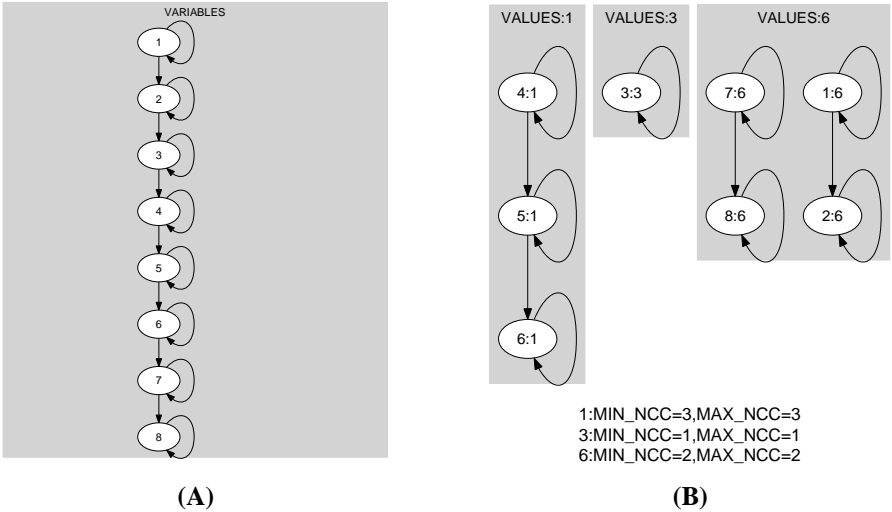 VARIABLES
1
2
3
4
5
6
7
8
(A)
VALUES:1
4:1
5:1
6:1
VALUES:3
3:3
VALUES:6
7:6
1:6
8:6
2:6
1:MIN_NCC=3,MAX_NCC=3
3:MIN_NCC=1,MAX_NCC=1
6:MIN_NCC=2,MAX_NCC=2
(B)